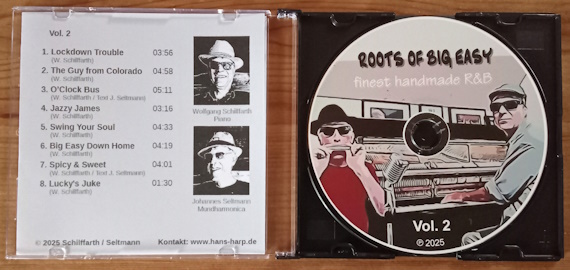 Vol. 2
1. Lockdown Trouble 03:56
(W. Schiffarth)
2. The Guy from Colorado 04:58
(W. Schiffarth)
3. O'Clock Bus 05:11
(W. Schiffarth / Text J. Seltmann)
4. Jazzy James 03:16
(W. Schiffarth)
5. Swing Your Soul 04:33
(W. Schiffarth)
6. Big Easy Down Home 04:19
(W. Schiffarth)
7. Spicy & Sweet 04:01
(W. Schiffarth / Text J. Seltmann)
8. Lucky's Juke 01:30
(W. Schiffarth)
Wolfgang Schiffarth
Piano
Johannes Seltmann
Mundharmonica
© 2025 Schiffarth / Seltmann Kontakt: www.hans-harp.de
ROOTS OF BIG EASY
finest handmade R&B
Vol. 2
℗ 2025